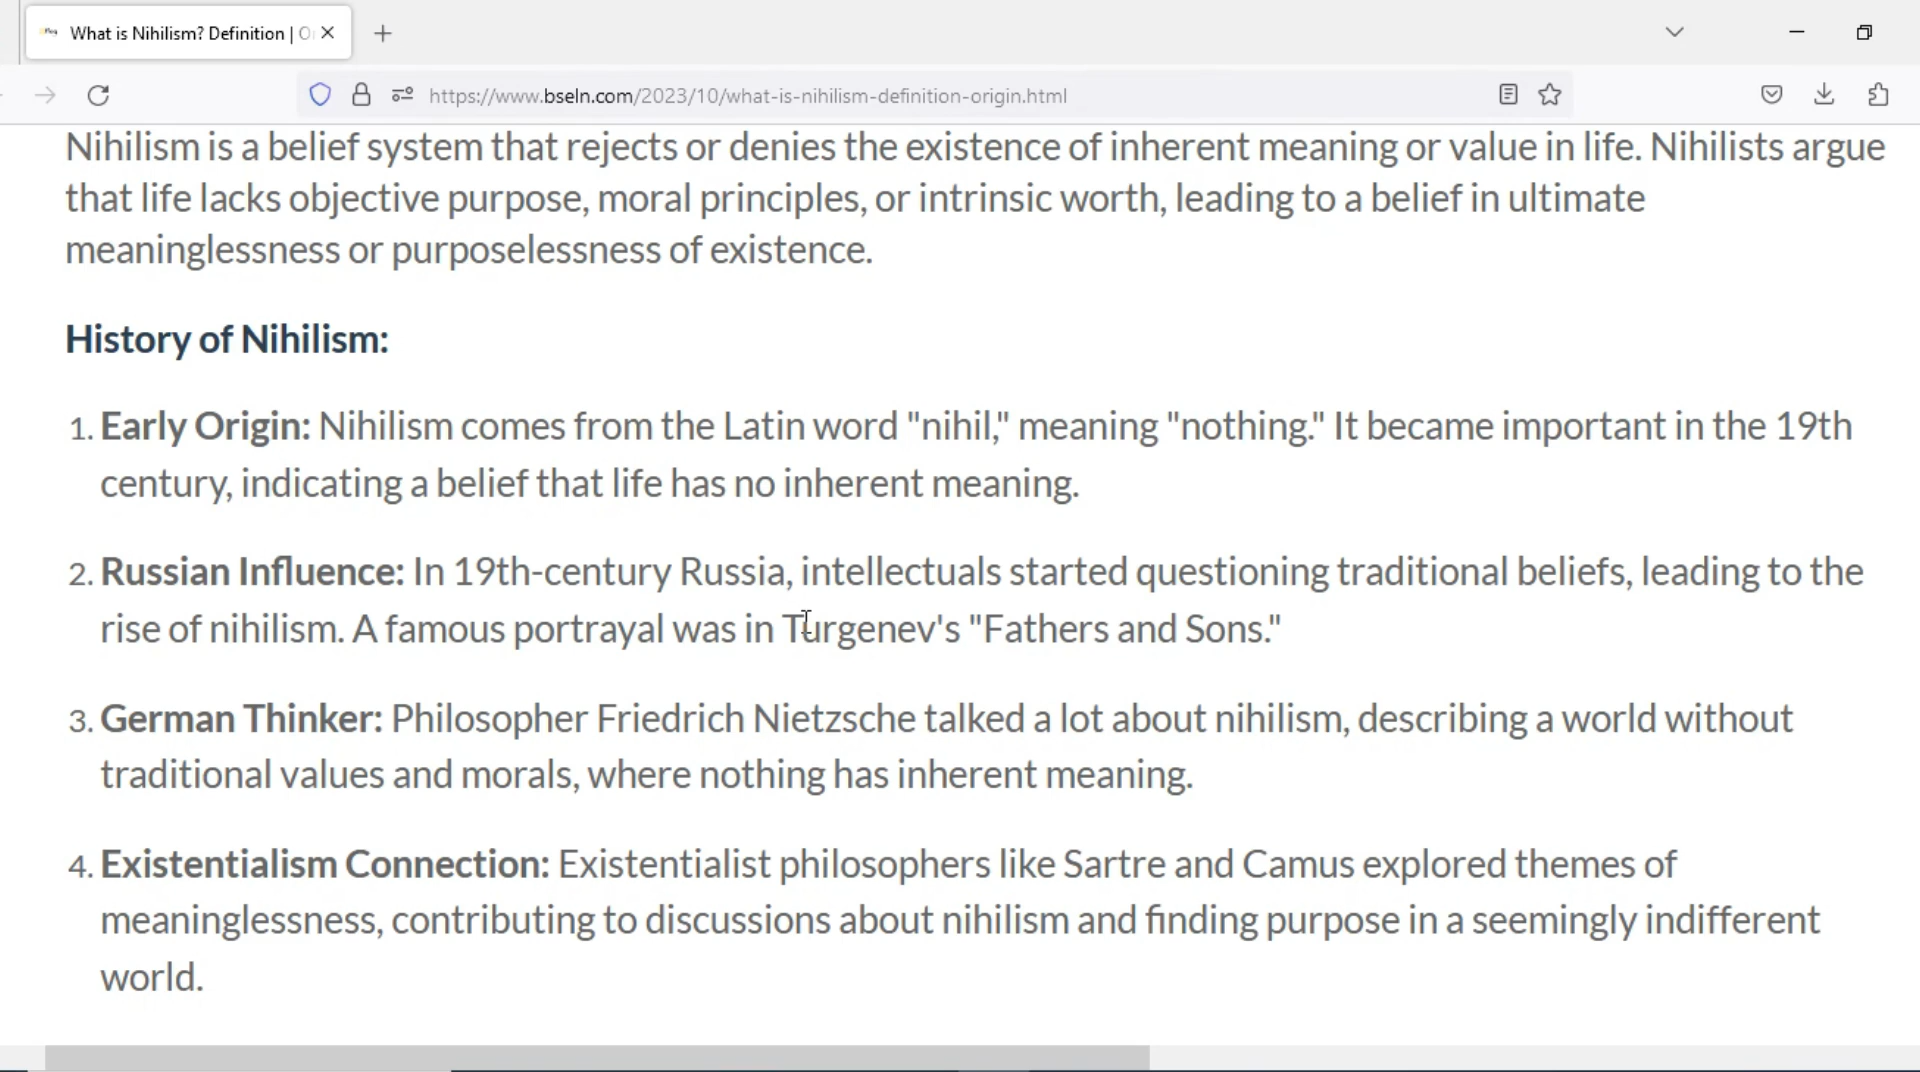 What is Nihilism? Definition | O
https://www.bseln.com/2023/10/what-is-nihilism-definition-origin.html
Nihilism is a belief system that rejects or denies the existence of inherent meaning or value in life. Nihilists argue
that life lacks objective purpose, moral principles, or intrinsic worth, leading to a belief in ultimate
meaninglessness or purposelessness of existence.
History of Nihilism:
1. Early Origin: Nihilism comes from the Latin word "nihil," meaning "nothing." It became important in the 19th
century, indicating a belief that life has no inherent meaning.
2. Russian Influence: In 19th-century Russia, intellectuals started questioning traditional beliefs, leading to the
rise of nihilism. A famous portrayal was in Turgenev's "Fathers and Sons."
3. German Thinker: Philosopher Friedrich Nietzsche talked a lot about nihilism, describing a world without
traditional values and morals, where nothing has inherent meaning.
4. Existentialism Connection: Existentialist philosophers like Sartre and Camus explored themes of
meaninglessness, contributing to discussions about nihilism and finding purpose in a seemingly indifferent
world.